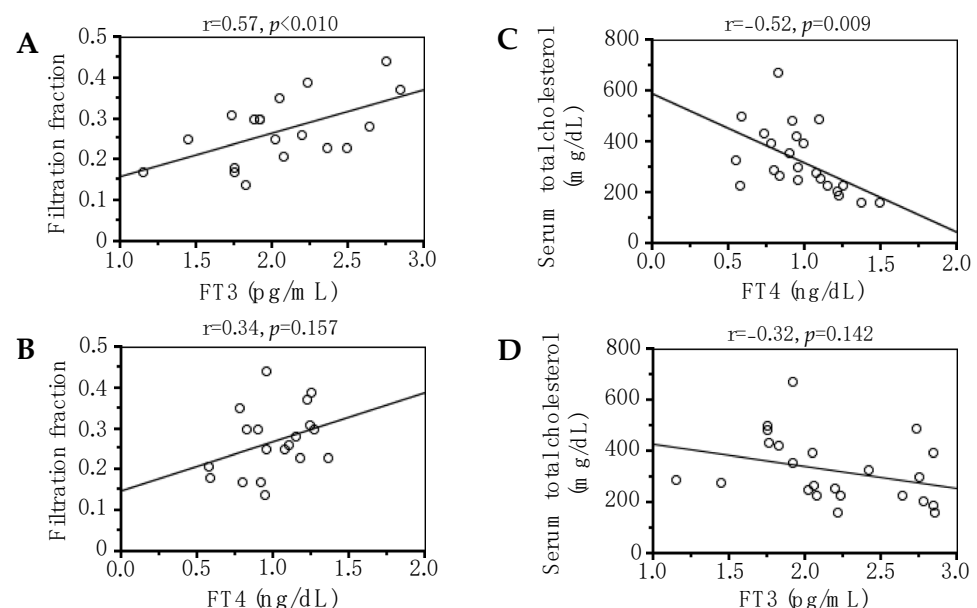 A
r=0.57, p<0.010
Filtration fraction
0.5
0.4
0.3
0.2
0.1
0
1.0 1.5 2.0 2.5 3.0
FT3 (pg/mL)
B
r=0.34, p=0.157
Filtration fraction
0.5
0.4
0.3
0.2
0.1
0
0.0 0.5 1.0 1.5 2.0
FT4 (ng/dL)
C
r=-0.52, p=0.009
Serum total cholesterol
(mg/dL)
800
600
400
200
0
0.0 0.5 1.0 1.5 2.0
FT4 (ng/dL)
D
r=-0.32, p=0.142
Serum total cholesterol
(mg/dL)
800
600
400
200
0
1.0 1.5 2.0 2.5 3.0
FT3 (pg/mL)